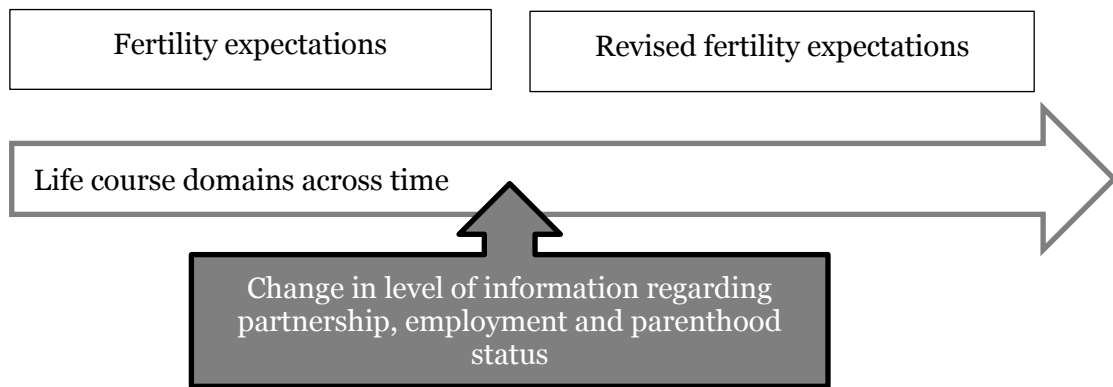 Fertility expectations
Revised fertility expectations
Life course domains across time
Change in level of information regarding
partnership, employment and parenthood
status